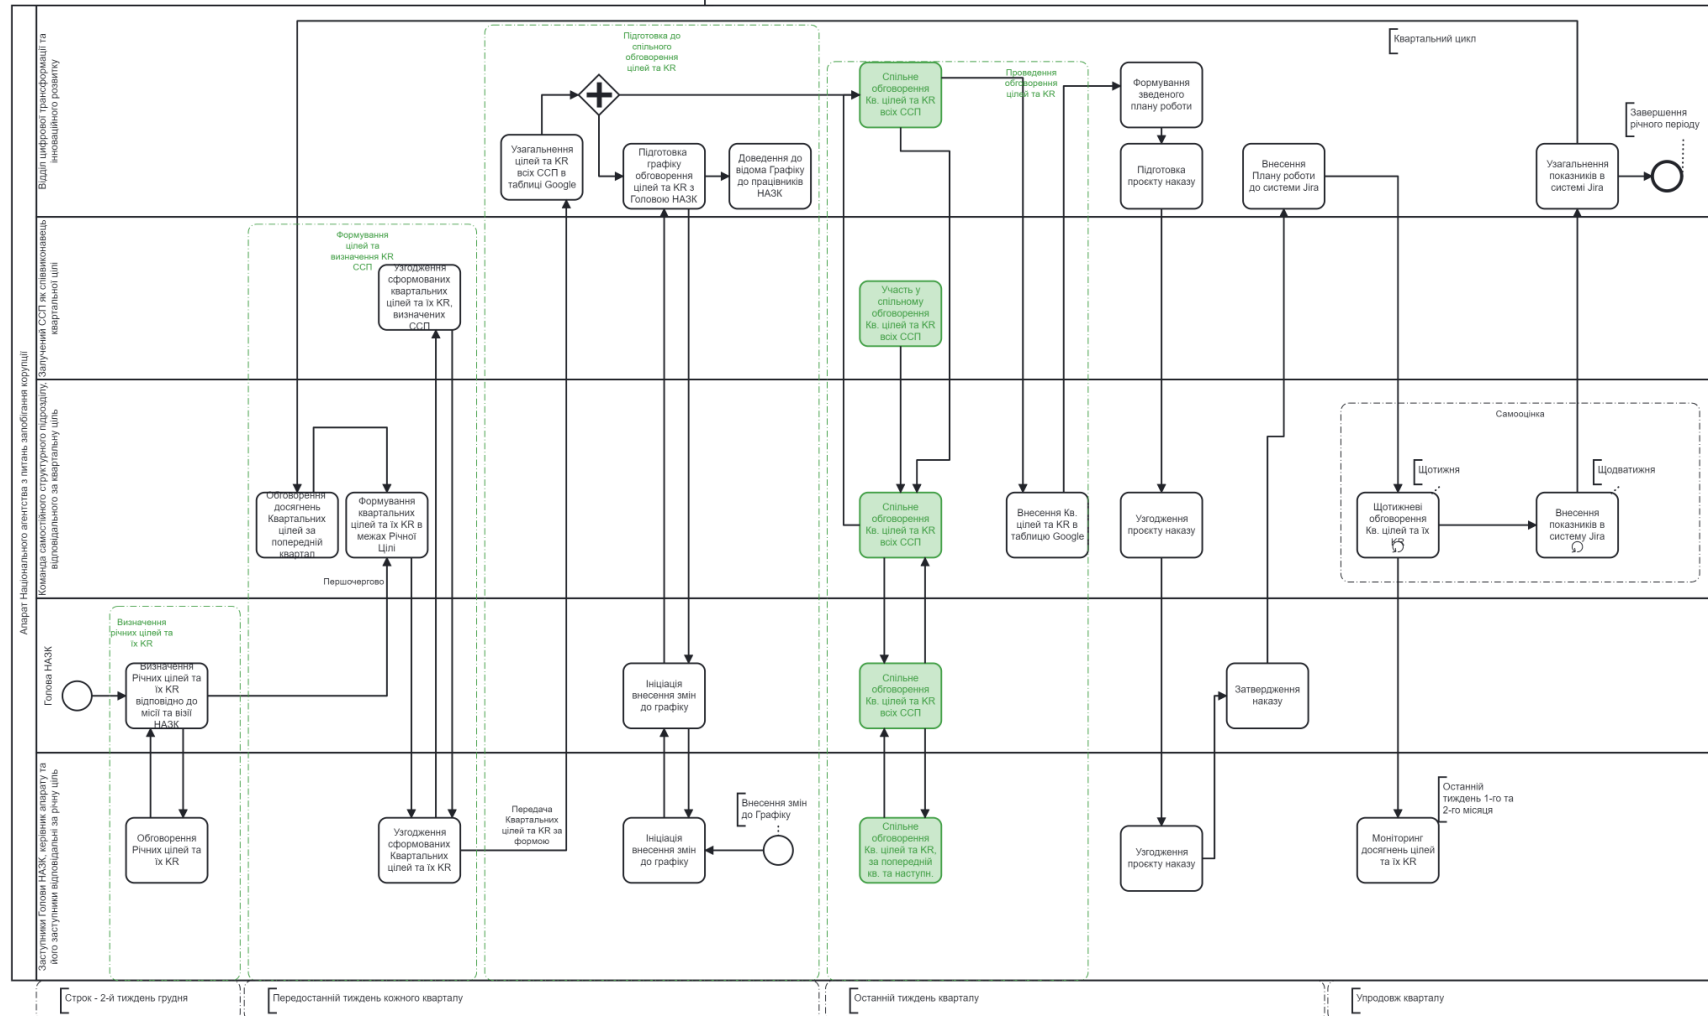 Апарат Національного агентства з питань запобігання корупції
Відділ цифрової трансформації та
інноваційного розвитку
Підготовка до
спільного
обговорення
цілей та KR
Узагальнення
цілей та KR
всіх ССП в
таблиці Google
Підготовка
графіку
обговорення
цілей та KR з
Головою НАЗК
Доведення до
відома Графіку
до працівників
НАЗК
Спільне
обговорення
Кв. цілей та KR
всіх ССП
Проведення
обговорення
цілей та KR
Формування
зведеного
плану роботи
Підготовка
проєкту наказу
Внесення
Плану роботи
до системи Jira
Квартальний цикл
Узагальнення
показників в
системі Jira
Завершення
річного періоду
Залучений ССП як співвиконавець
квартальної цілі
Формування
цілей та
визначення KR
ССП
Узгодження
сформованих
квартальних
цілей та їх KR,
визначених
ССП
Участь у
спільному
обговорення
Кв. цілей та KR
всіх ССП
Команда самостійного структурного підрозділу,
відповідального за квартальну ціль
Обговорення
досягнень
Квартальних
цілей за
попередній
квартал
Формування
квартальних
цілей та їх KR в
межах Річної
Цілі
Першочергово
Спільне
обговорення
Кв. цілей та KR
всіх ССП
Внесення Кв.
цілей та KR в
таблицю Google
Узгодження
проєкту наказу
Самооцінка
Щотижня
Щотижневі
обговорення
Кв. цілей та їх
KR
Щодватижня
Внесення
показників в
систему Jira
Голова НАЗК
Визначення
річних цілей та
їх KR
Визначення
Річних цілей та
їх KR
відповідно до
місії та візії
НАЗК
Ініціація
внесення змін
до графіку
Спільне
обговорення
Кв. цілей та KR
всіх ССП
Затвердження
наказу
Заступники Голови НАЗК, керівник апарату та
його заступники відповідальні за річну ціль
Обговорення
Річних цілей та
їх KR
Узгодження
сформованих
Квартальних
цілей та їх KR
Передача
Квартальних
цілей та KR за
формою
Ініціація
внесення змін
до графіку
Внесення змін
до Графіку
Спільне
обговорення
Кв. цілей та KR,
за попередній
кв. та наступн.
Узгодження
проєкту наказу
Останній
тиждень 1-го та
2-го місяця
Моніторинг
досягнень цілей
та їх KR
Строк - 2-й тиждень грудня
Передостанній тиждень кожного кварталу
Останній тиждень кварталу
Упродовж кварталу